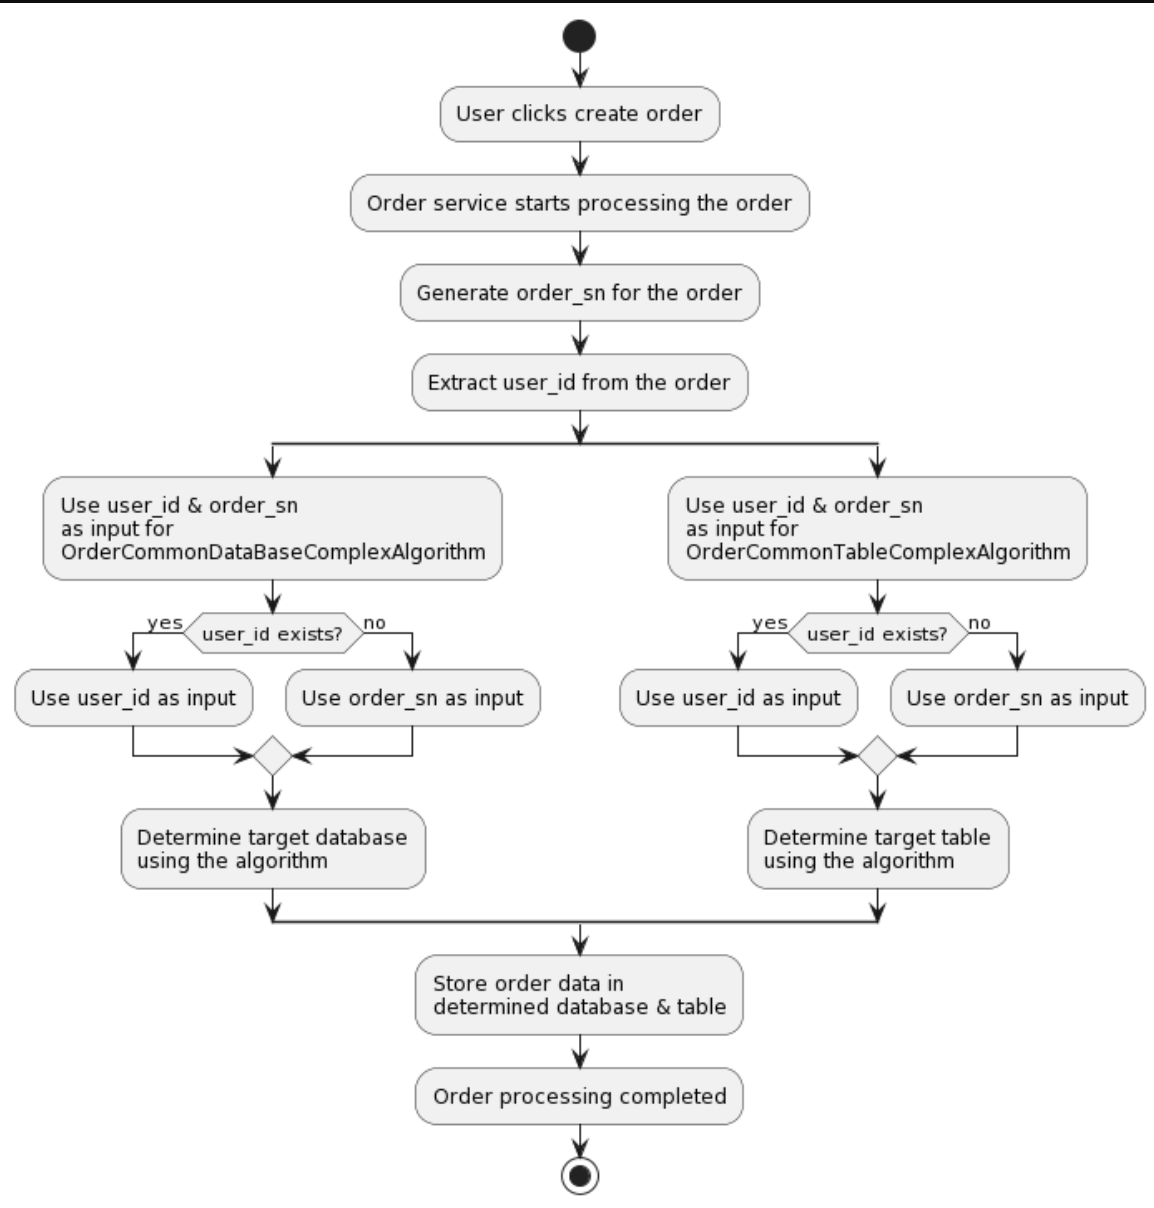 User clicks create order
Order service starts processing the order
Generate order_sn for the order
Extract user_id from the order
Use user_id & order_sn
as input for
OrderCommonDataBaseComplexAlgorithm
yes
user_id exists?
no
Use user_id as input
Use order_sn as input
Determine target database
using the algorithm
Use user_id & order_sn
as input for
OrderCommonTableComplexAlgorithm
yes
user_id exists?
no
Use user_id as input
Use order_sn as input
Determine target table
using the algorithm
Store order data in
determined database & table
Order processing completed